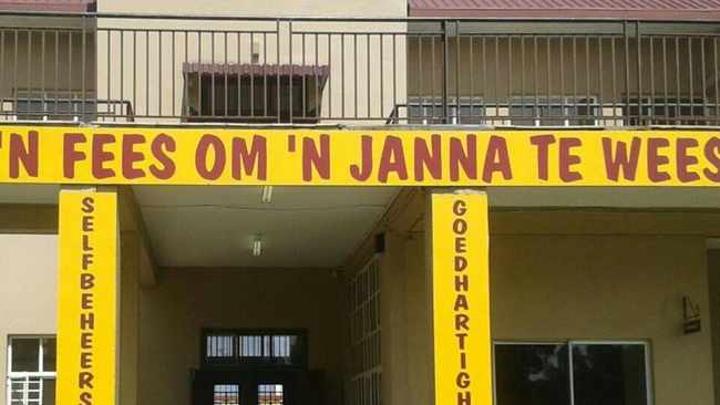 'N FEES OM 'N JANNA TE WEES
SELFBEHEERS
GOEDHARTIGH